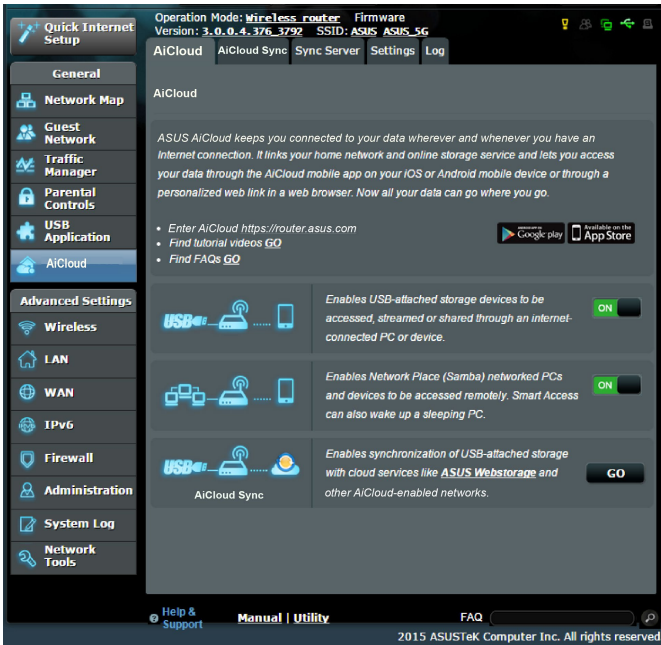 Quick Internet
Setup
Operation Mode: Wireless router Firmware
Version: 3.0.0.4.376_3792 SSID: ASUS ASUS_5G
AiCloud
AiCloud Sync
Sync Server
Settings
Log
General
Network Map
Guest
Network
Traffic
Manager
Parental
Controls
USB
Application
AiCloud
Advanced Settings
Wireless
LAN
WAN
IPv6
Firewall
Administration
System Log
Network
Tools
AiCloud
ASUS AiCloud keeps you connected to your data wherever and whenever you have an
Internet connection. It links your home network and online storage service and lets you access
your data through the AiCloud mobile app on your iOS or Android mobile device or through a
personalized web link in a web browser. Now all your data can go where you go.
• Enter AiCloud https://router.asus.com
• Find tutorial videos GO
• Find FAQs GO
Google play
Available on the
App Store
USB
Enables USB-attached storage devices to be
accessed, streamed or shared through an internet-
connected PC or device.
ON
Enables Network Place (Samba) networked PCs
and devices to be accessed remotely. Smart Access
can also wake up a sleeping PC.
ON
USB
AiCloud Sync
Enables synchronization of USB-attached storage
with cloud services like ASUS Webstorage and
other AiCloud-enabled networks.
GO
Help &
Support
Manual | Utility
FAQ
2015 ASUSTeK Computer Inc. All rights reserved